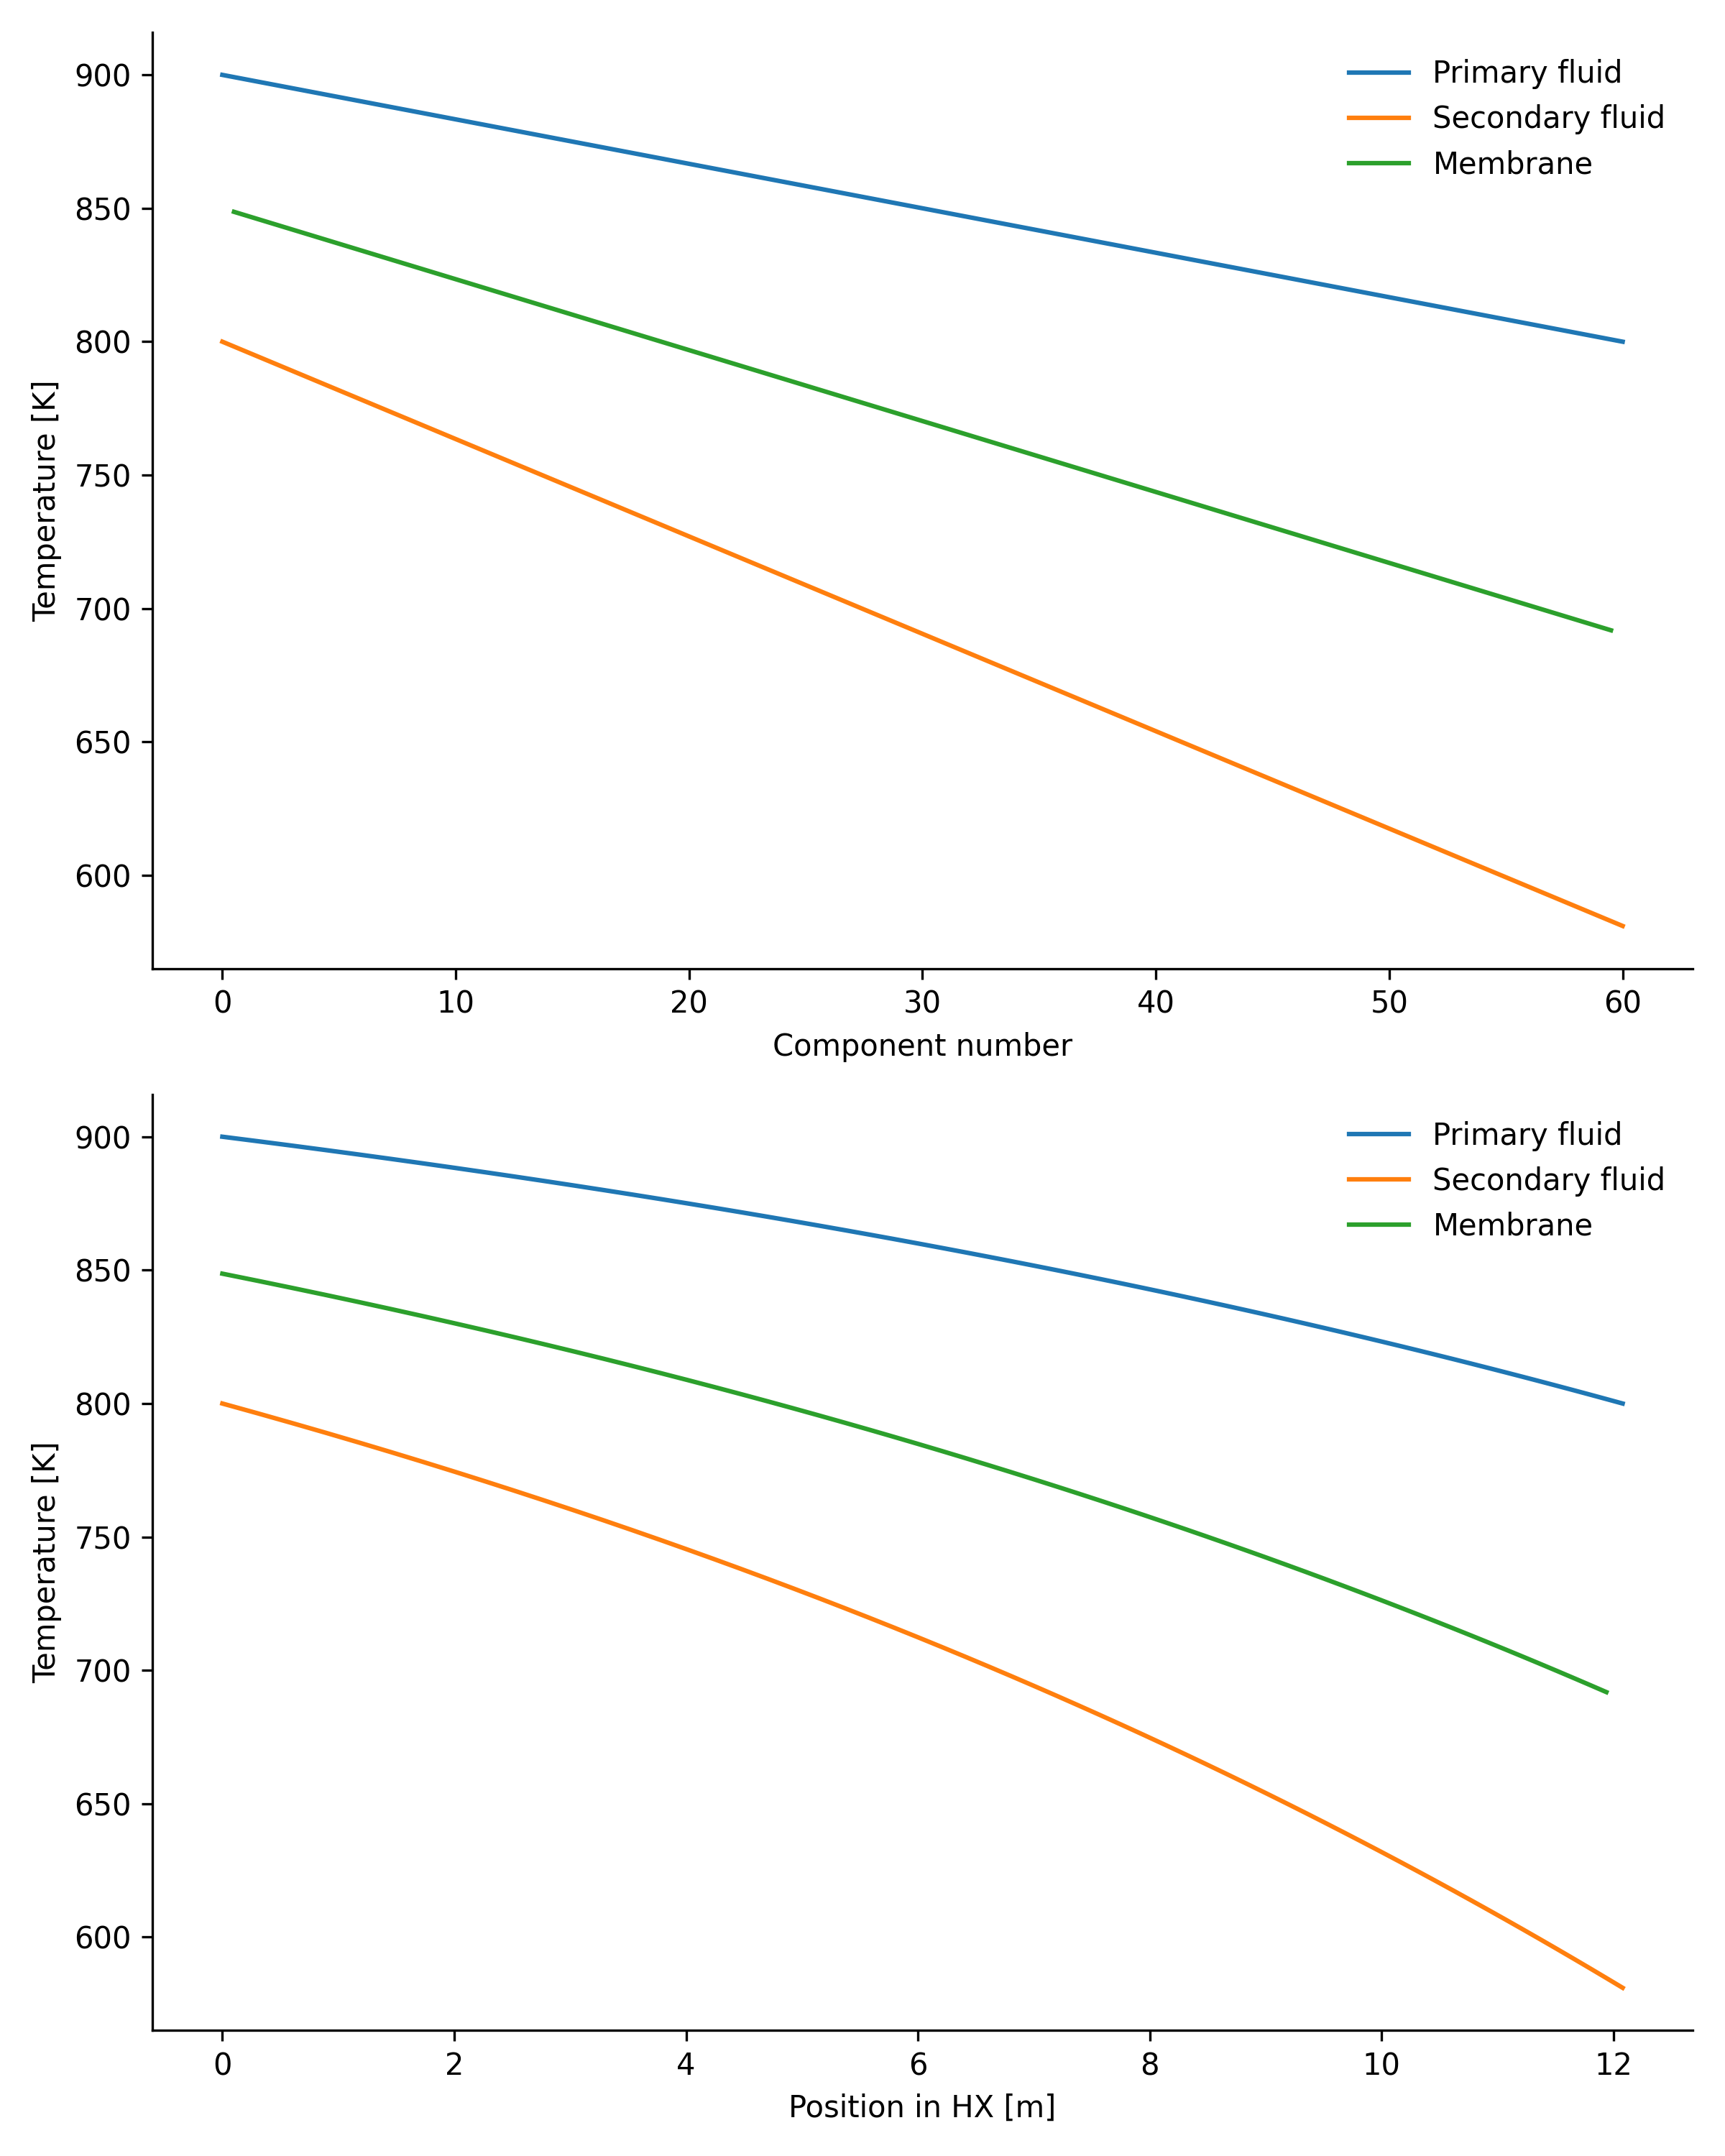 900
850
800
750
700
650
600
Temperature [K]
Primary fluid
Secondary fluid
Membrane
0 10 20 30 40 50 60
Component number
900
850
800
750
700
650
600
Temperature [K]
Primary fluid
Secondary fluid
Membrane
0 2 4 6 8 10 12
Position in HX [m]